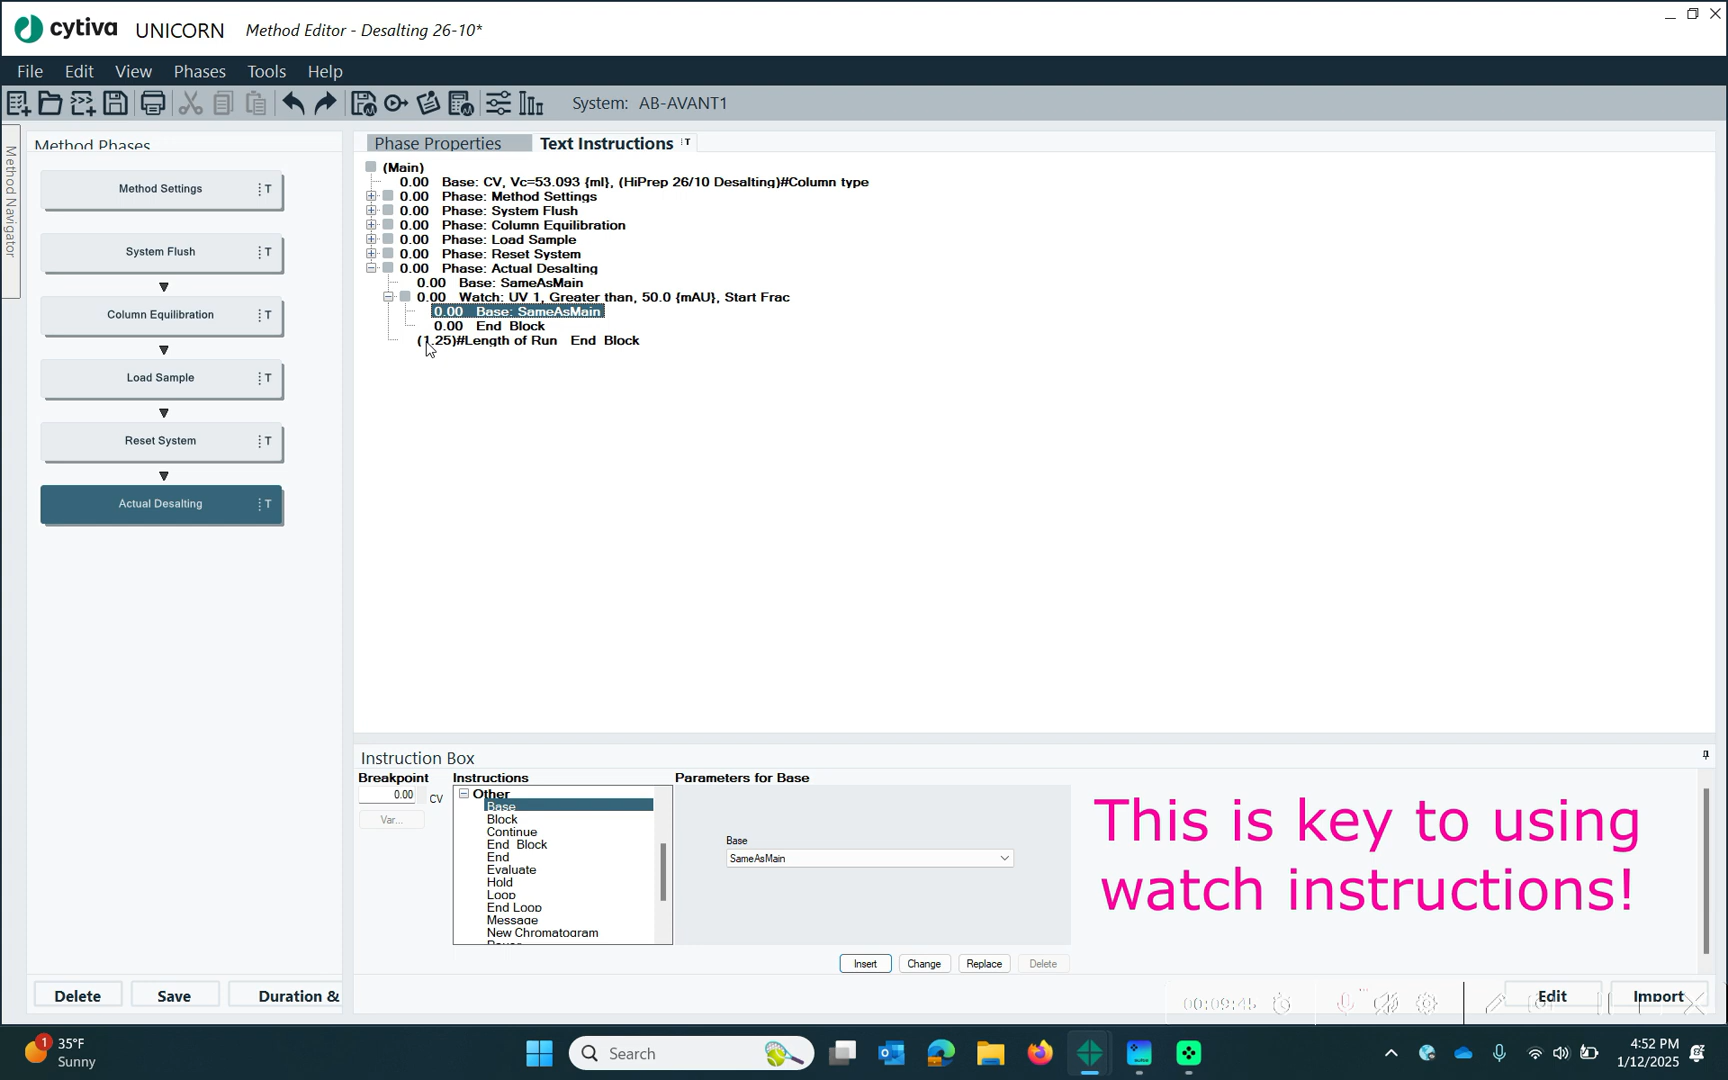 cytiva UNICORN Method Editor - Desalting 26-10*
File Edit View Phases Tools Help
System: AB-AVANT1
Method Navigator
Method Phases
Method Settings T
System Flush T
Column Equilibration T
Load Sample T
Reset System T
Actual Desalting T
Delete Save Duration &
Phase Properties Text Instructions T
(Main)
0.00 Base: CV, Vc=53.093 {ml}, (HiPrep 26/10 Desalting)#Column type
0.00 Phase: Method Settings
0.00 Phase: System Flush
0.00 Phase: Column Equilibration
0.00 Phase: Load Sample
0.00 Phase: Reset System
0.00 Phase: Actual Desalting
0.00 Base: SameAsMain
0.00 Watch: UV 1, Greater than, 50.0 {mAU}, Start Frac
0.00 Base: SameAsMain
0.00 End Block
(1.25)#Length of Run End Block
Instruction Box
Breakpoint
0.00 CV
Var...
Instructions
Other
Base
Block
Continue
End Block
End
Evaluate
Hold
Loop
End Loop
Message
New Chromatogram
Parameters for Base
Base
SameAsMain
Insert Change Replace Delete
This is key to using
watch instructions!
00:09:45
Edit Import
1
35°F
Sunny
Search
4:52 PM
1/12/2025